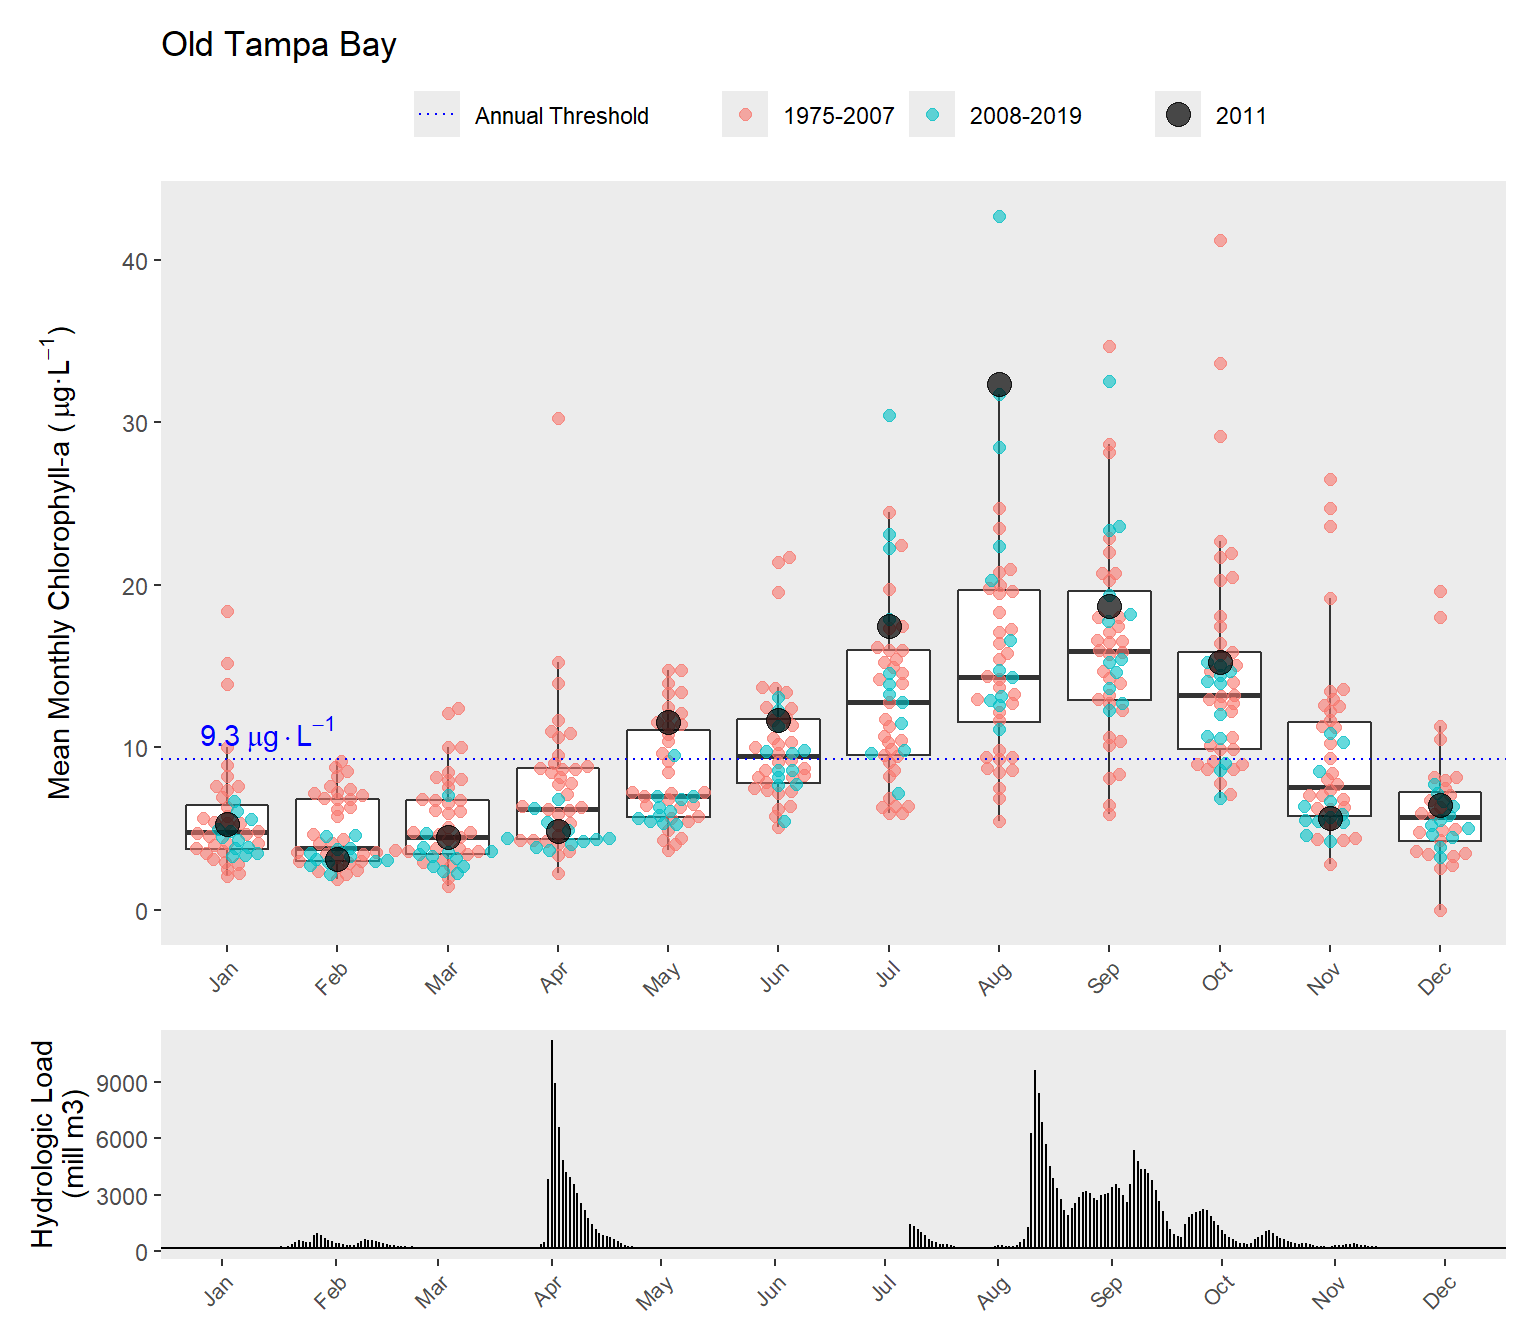 Old Tampa Bay
Annual Threshold 1975-2007 2008-2019 2011
Mean Monthly Chlorophyll-a ( µg·L⁻¹)
40
30
20
10
0
9.3 µg·L⁻¹
Jan Feb Mar Apr May Jun Jul Aug Sep Oct Nov Dec
Hydrologic Load
(mill m3)
9000
6000
3000
0
Jan Feb Mar Apr May Jun Jul Aug Sep Oct Nov Dec